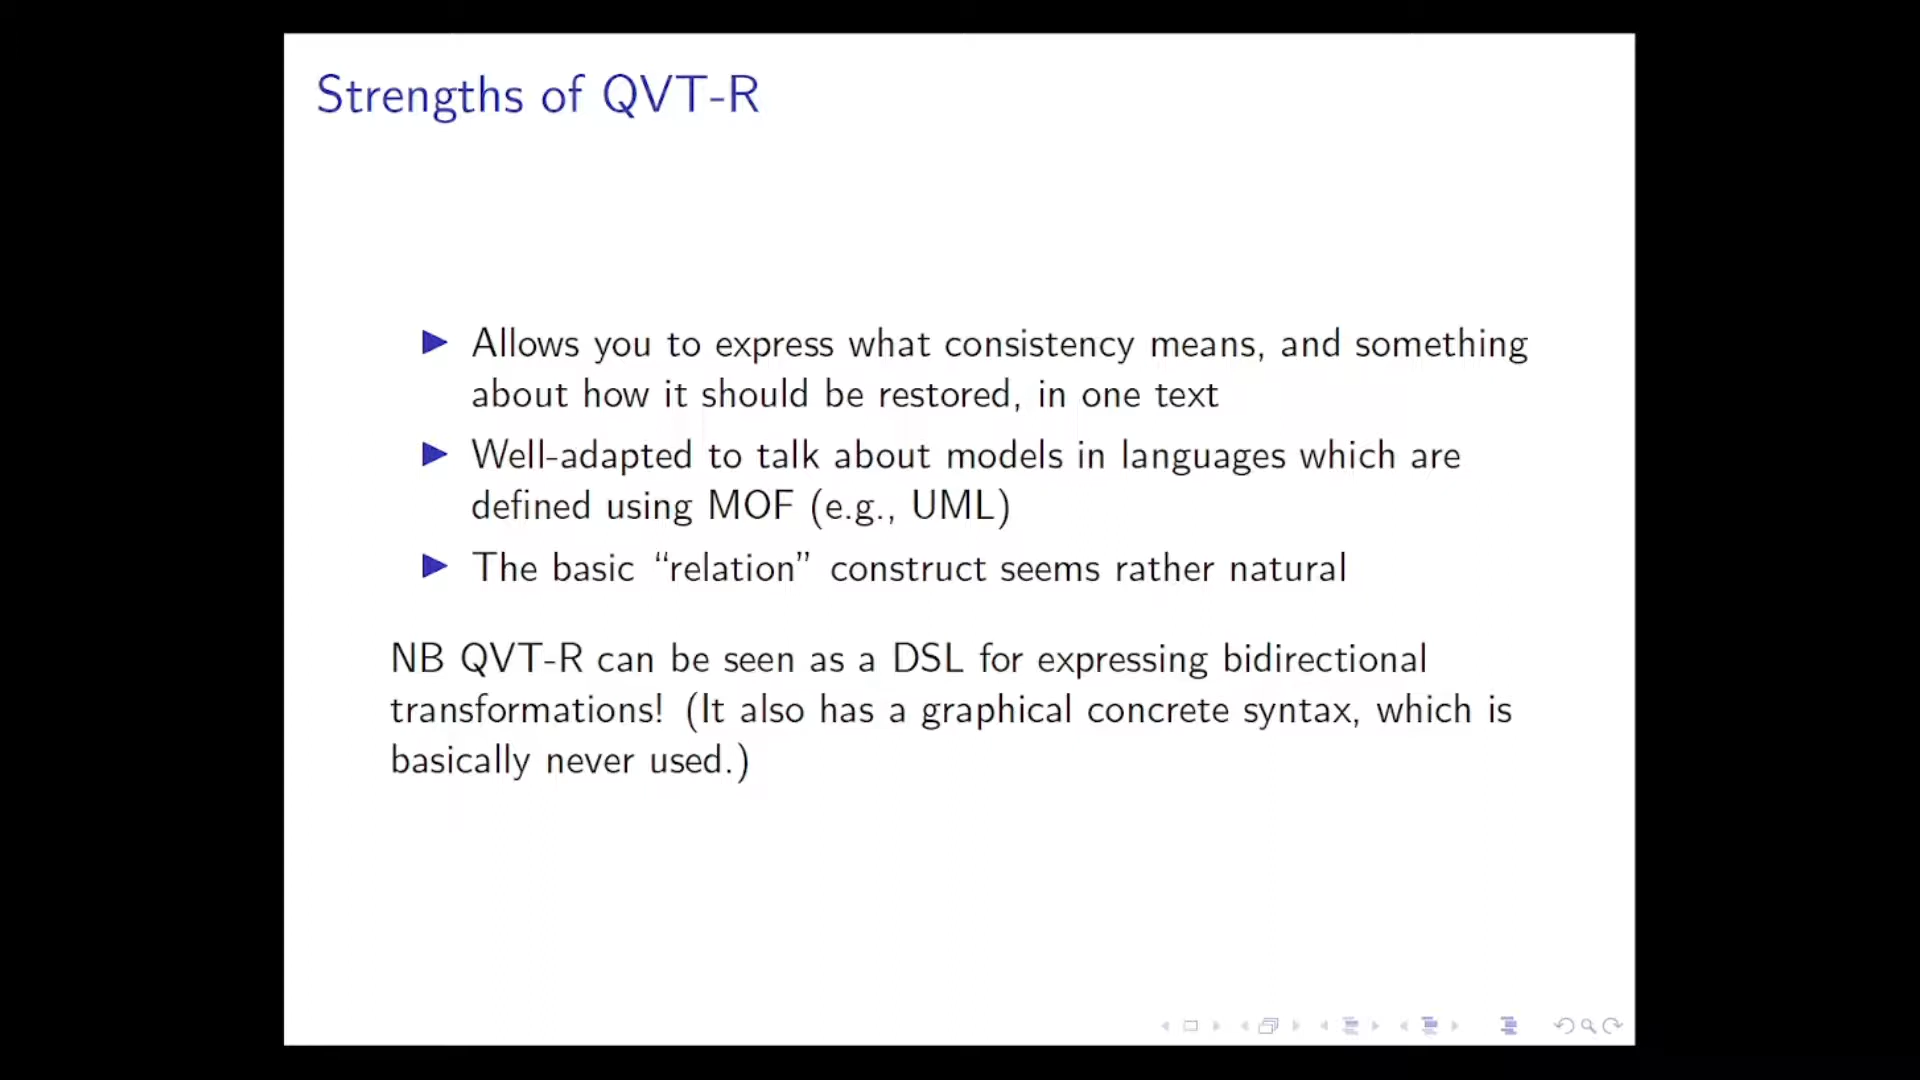 Strengths of QVT-R
Allows you to express what consistency means, and something
about how it should be restored, in one text
Well-adapted to talk about models in languages which are
defined using MOF (e.g., UML)
The basic “relation” construct seems rather natural
NB QVT-R can be seen as a DSL for expressing bidirectional
transformations! (It also has a graphical concrete syntax, which is
basically never used.)